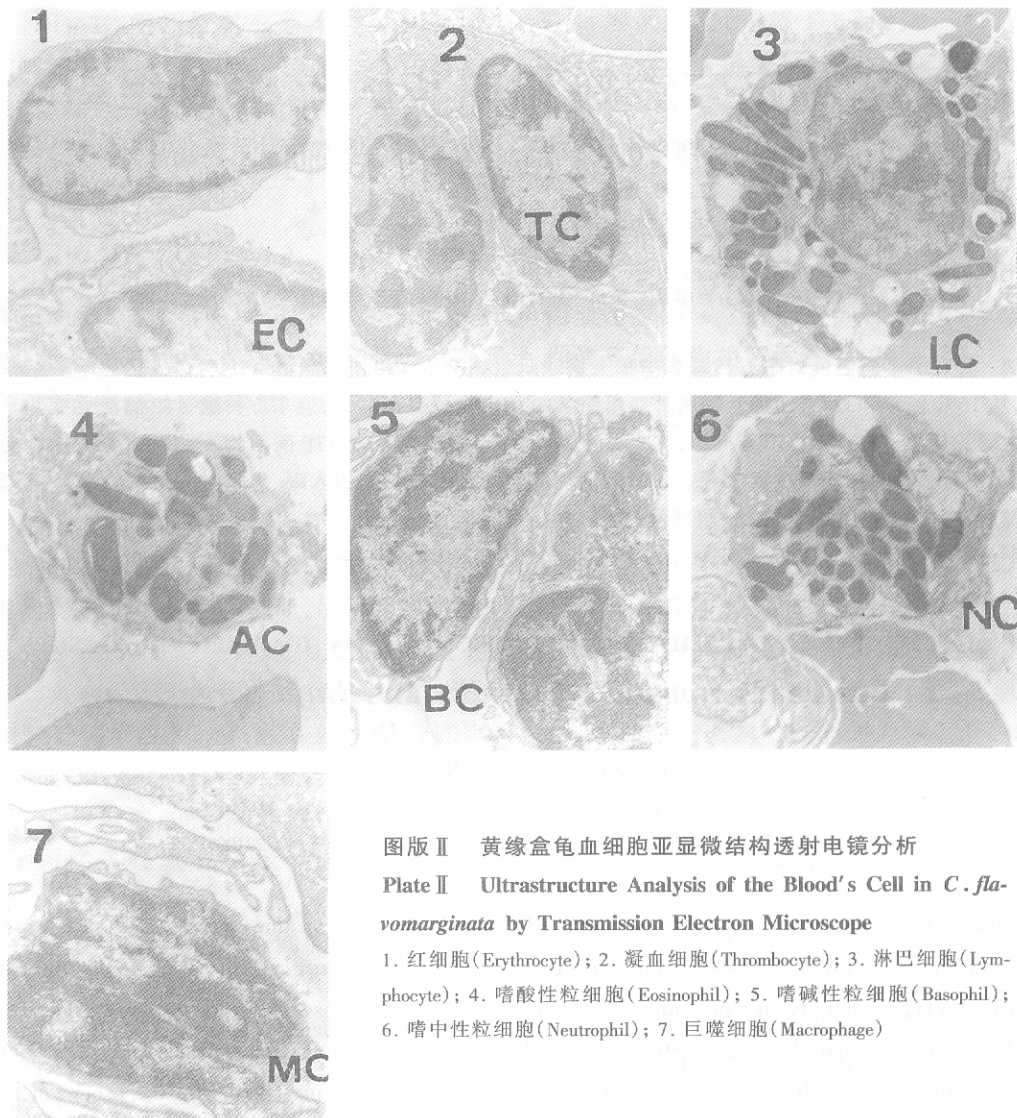 1
EC
2
TC
3
LC
4
AC
5
BC
6
NC
7
MC
图版Ⅱ 黄缘盒龟血细胞亚显微结构透射电镜分析
Plate Ⅱ Ultrastructure Analysis of the Blood's Cell in C. fla-
vomarginata by Transmission Electron Microscope
1. 红细胞(Erythrocyte); 2. 凝血细胞(Thrombocyte); 3. 淋巴细胞(Lym-
phocyte); 4. 嗜酸性粒细胞(Eosinophil); 5. 嗜碱性粒细胞(Basophil);
6. 嗜中性粒细胞(Neutrophil); 7. 巨噬细胞(Macrophage)